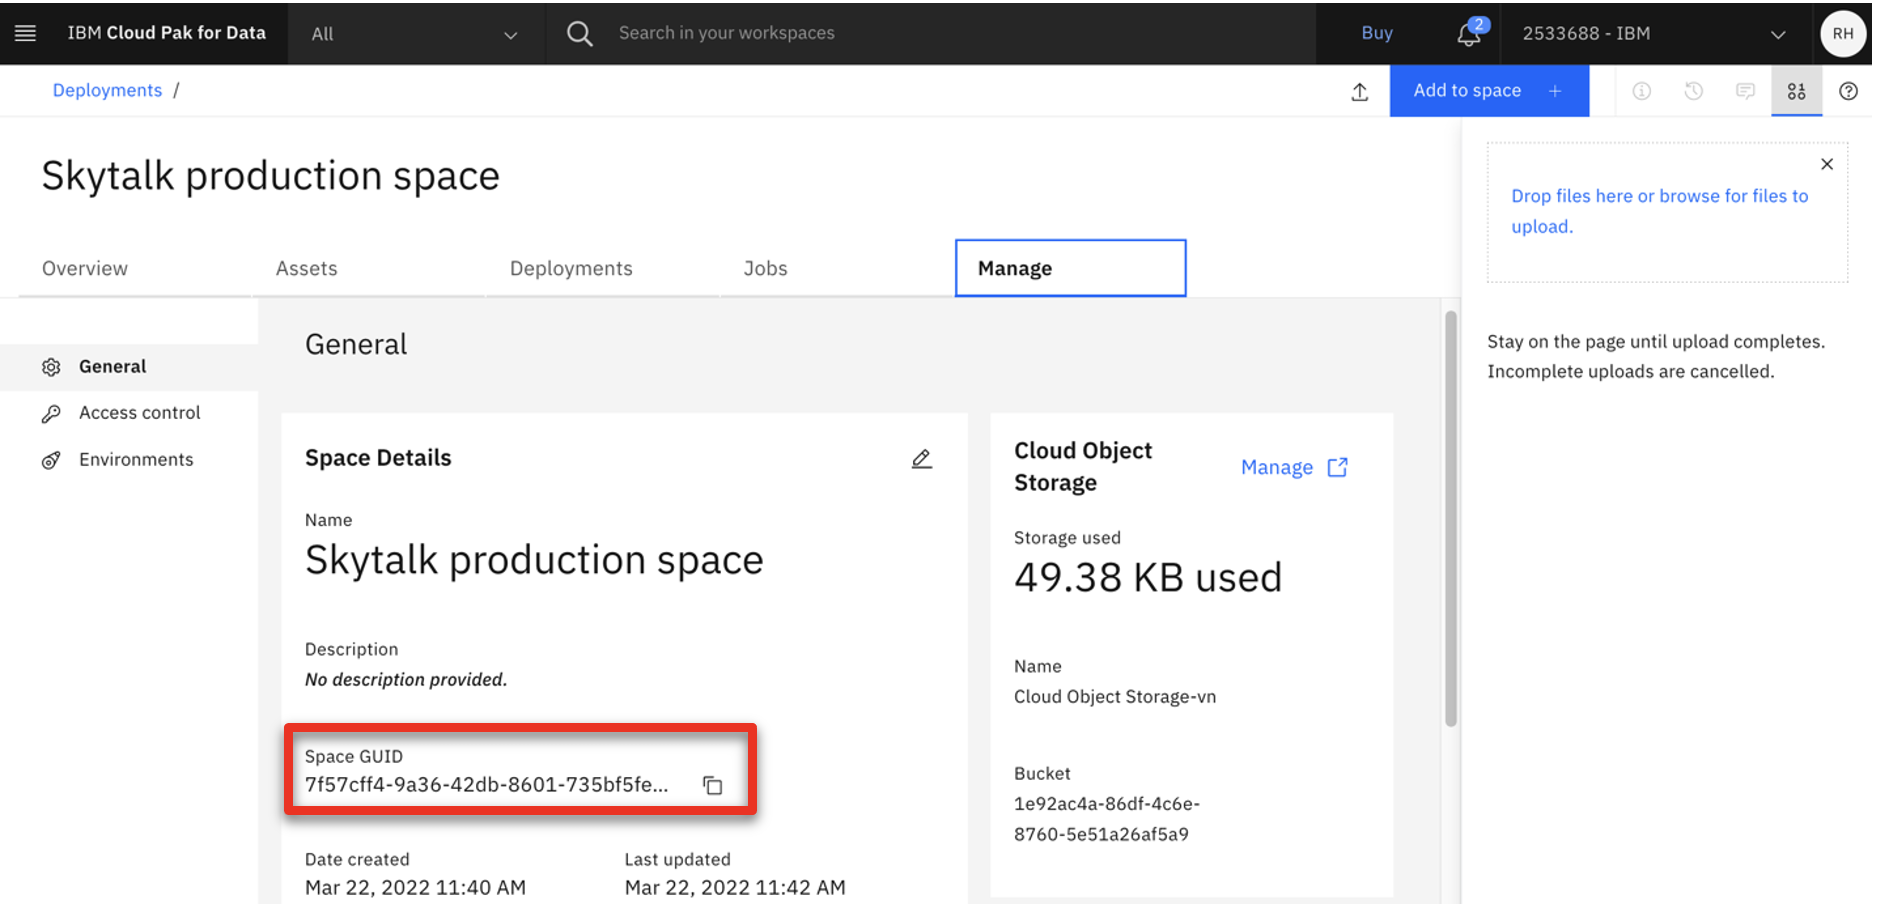 IBM Cloud Pak for Data
All
Search in your workspaces
Buy
2
2533688 - IBM
RH
Deployments /
Add to space +
Skytalk production space
Overview
Assets
Deployments
Jobs
Manage
General
Access control
Environments
General
Space Details
Name
Skytalk production space
Description
No description provided.
Space GUID
7f57cff4-9a36-42db-8601-735bf5fe...
Date created
Mar 22, 2022 11:40 AM
Last updated
Mar 22, 2022 11:42 AM
Cloud Object
Storage
Manage
Storage used
49.38 KB used
Name
Cloud Object Storage-vn
Bucket
1e92ac4a-86df-4c6e-
8760-5e51a26af5a9
Drop files here or browse for files to
upload.
Stay on the page until upload completes.
Incomplete uploads are cancelled.